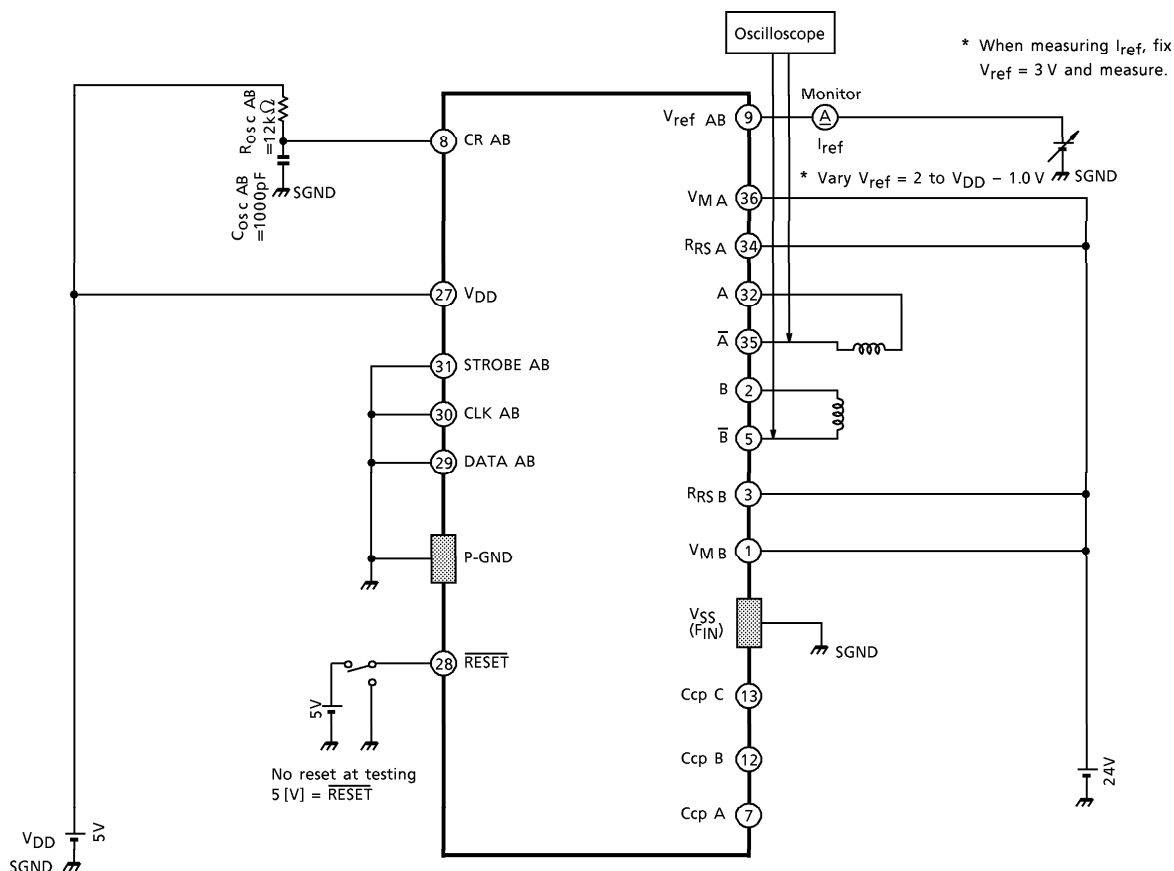 Oscilloscope
* When measuring Iref, fix
Vref = 3 V and measure.
Monitor
Vref AB
9
A
Iref
* Vary Vref = 2 to VDD − 1.0 V
SGND
Rosc AB
=12kΩ
Cosc AB
=1000pF
SGND
8
CR AB
VM A
36
RRS A
34
27
VDD
A
32
A̅
35
31
STROBE AB
30
CLK AB
29
DATA AB
B
2
B̅
5
RRS B
3
P-GND
VM B
1
VSS
(FIN)
SGND
28
R̅E̅S̅E̅T̅
5V
No reset at testing
5 [V] = R̅E̅S̅E̅T̅
Ccp C
13
Ccp B
12
Ccp A
7
24V
VDD
5V
SGND